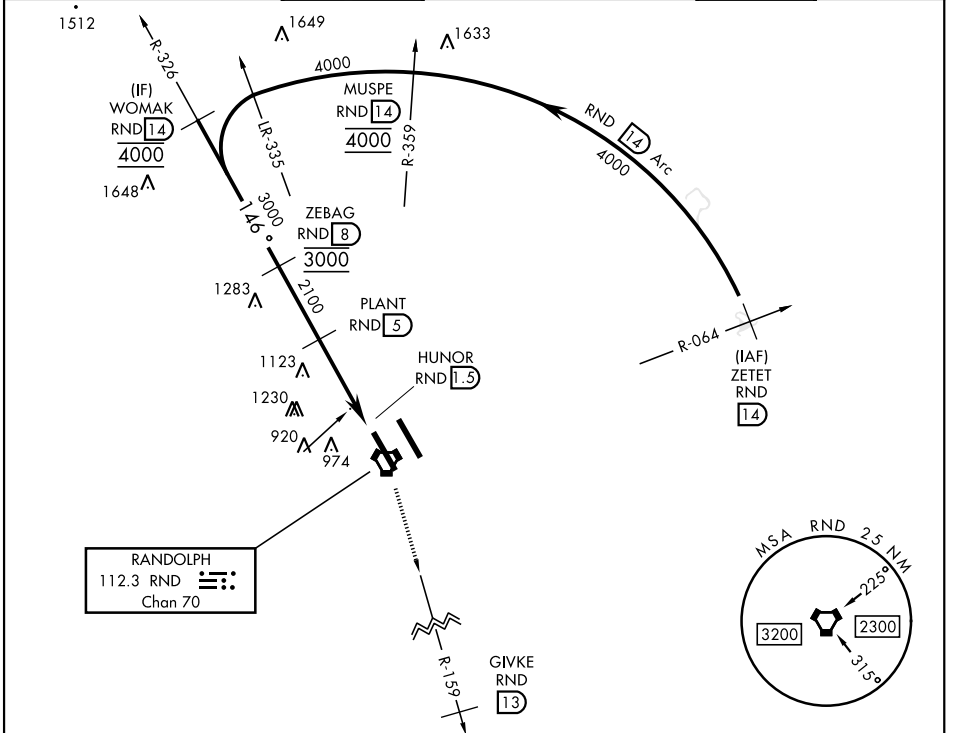 1512
1649
1633
R-326
4000
(IF)
WOMAK
RND 14
4000
MUSPE
RND 14
4000
RND 14 Arc
4000
LR-335
R-359
1648
3000
146°
ZEBAG
RND 8
3000
1283
2100
PLANT
RND 5
R-064
(IAF)
ZETET
RND
14
1123
HUNOR
RND 1.5
1230
920
974
RANDOLPH
112.3 RND
Chan 70
MSA RND 25 NM
225°
3200
2300
315°
R-159
GIVKE
RND
13